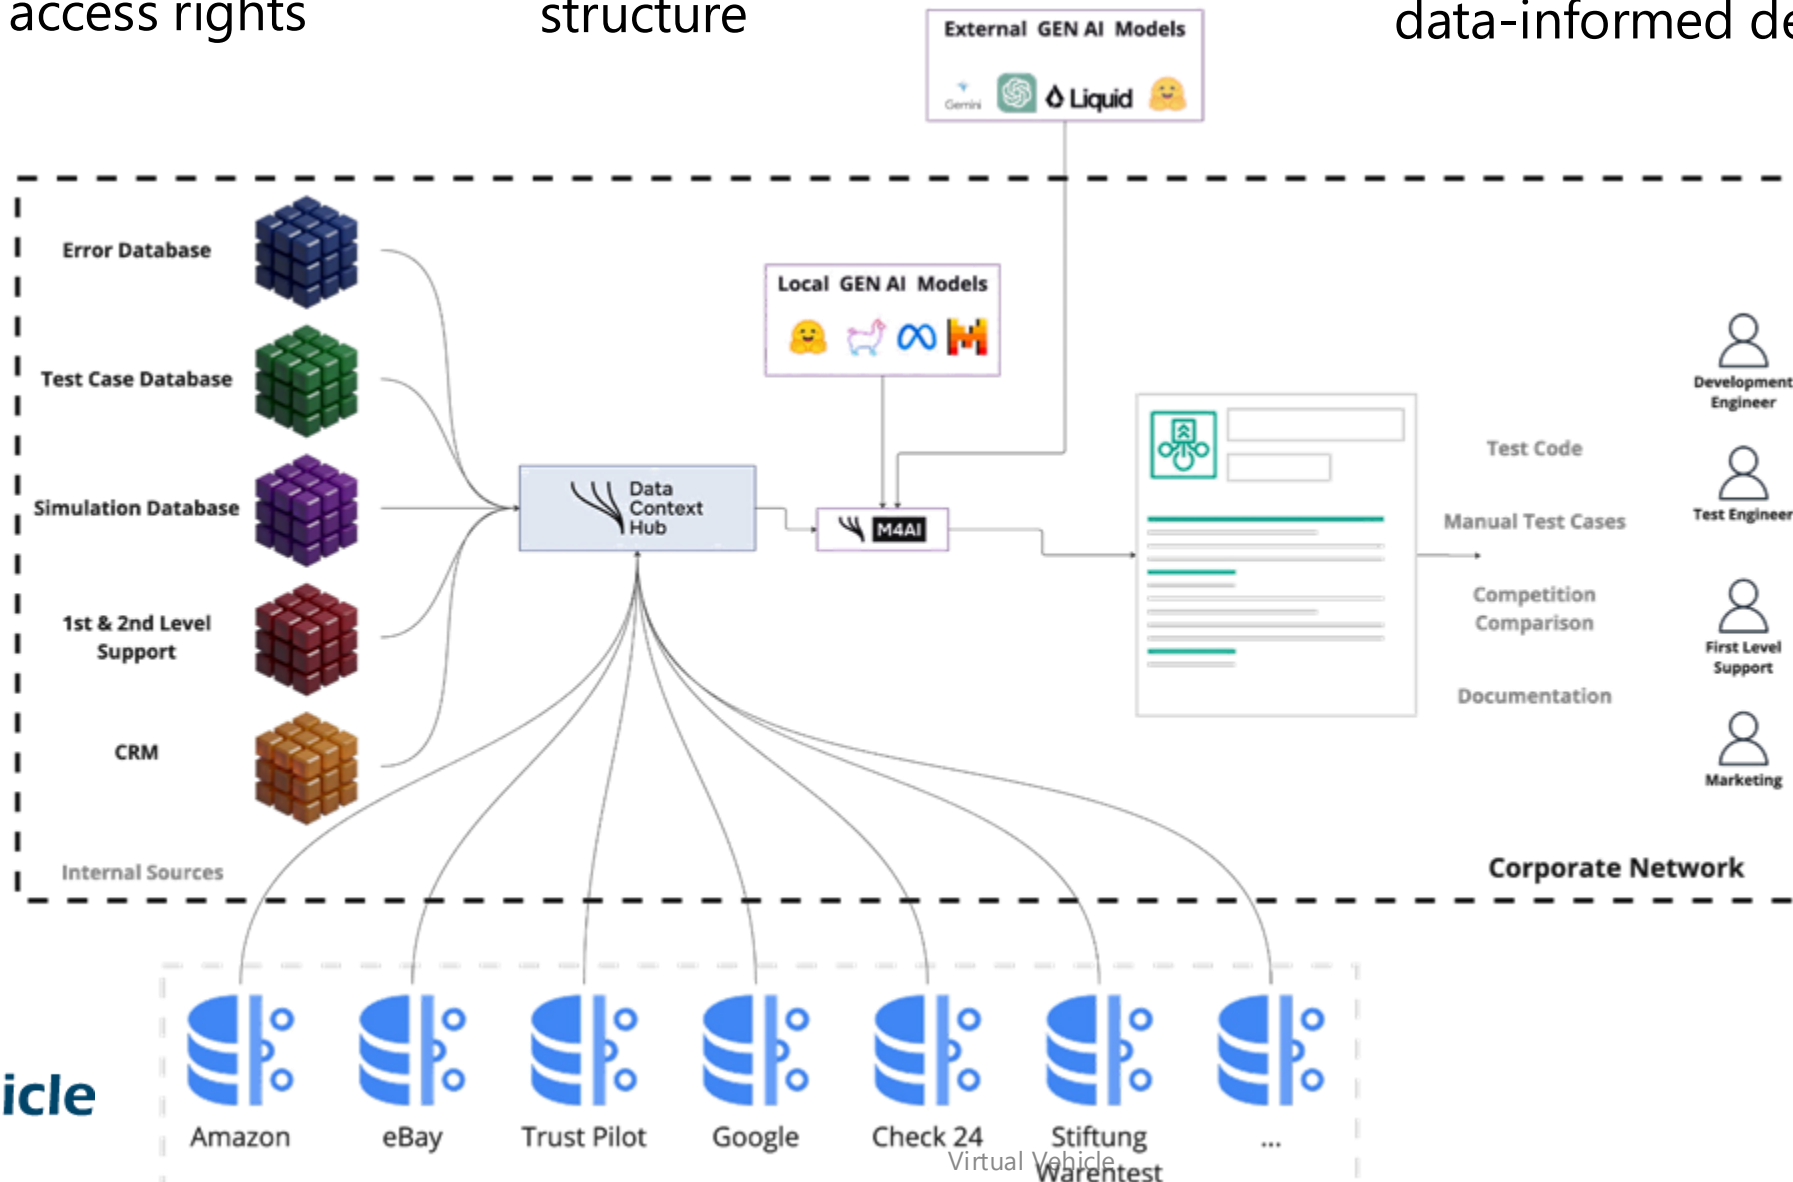 access rights
structure
data-informed de
External GEN AI Models
Gemini
Liquid
Error Database
Local GEN AI Models
Test Case Database
Development
Engineer
Test Code
Simulation Database
Data
Context
Hub
M4AI
Manual Test Cases
Test Engineer
1st & 2nd Level
Support
Competition
Comparison
First Level
Support
Documentation
CRM
Marketing
Internal Sources
Corporate Network
icle
Amazon
eBay
Trust Pilot
Google
Check 24
Stiftung
Warentest
...
Virtual Vehicle